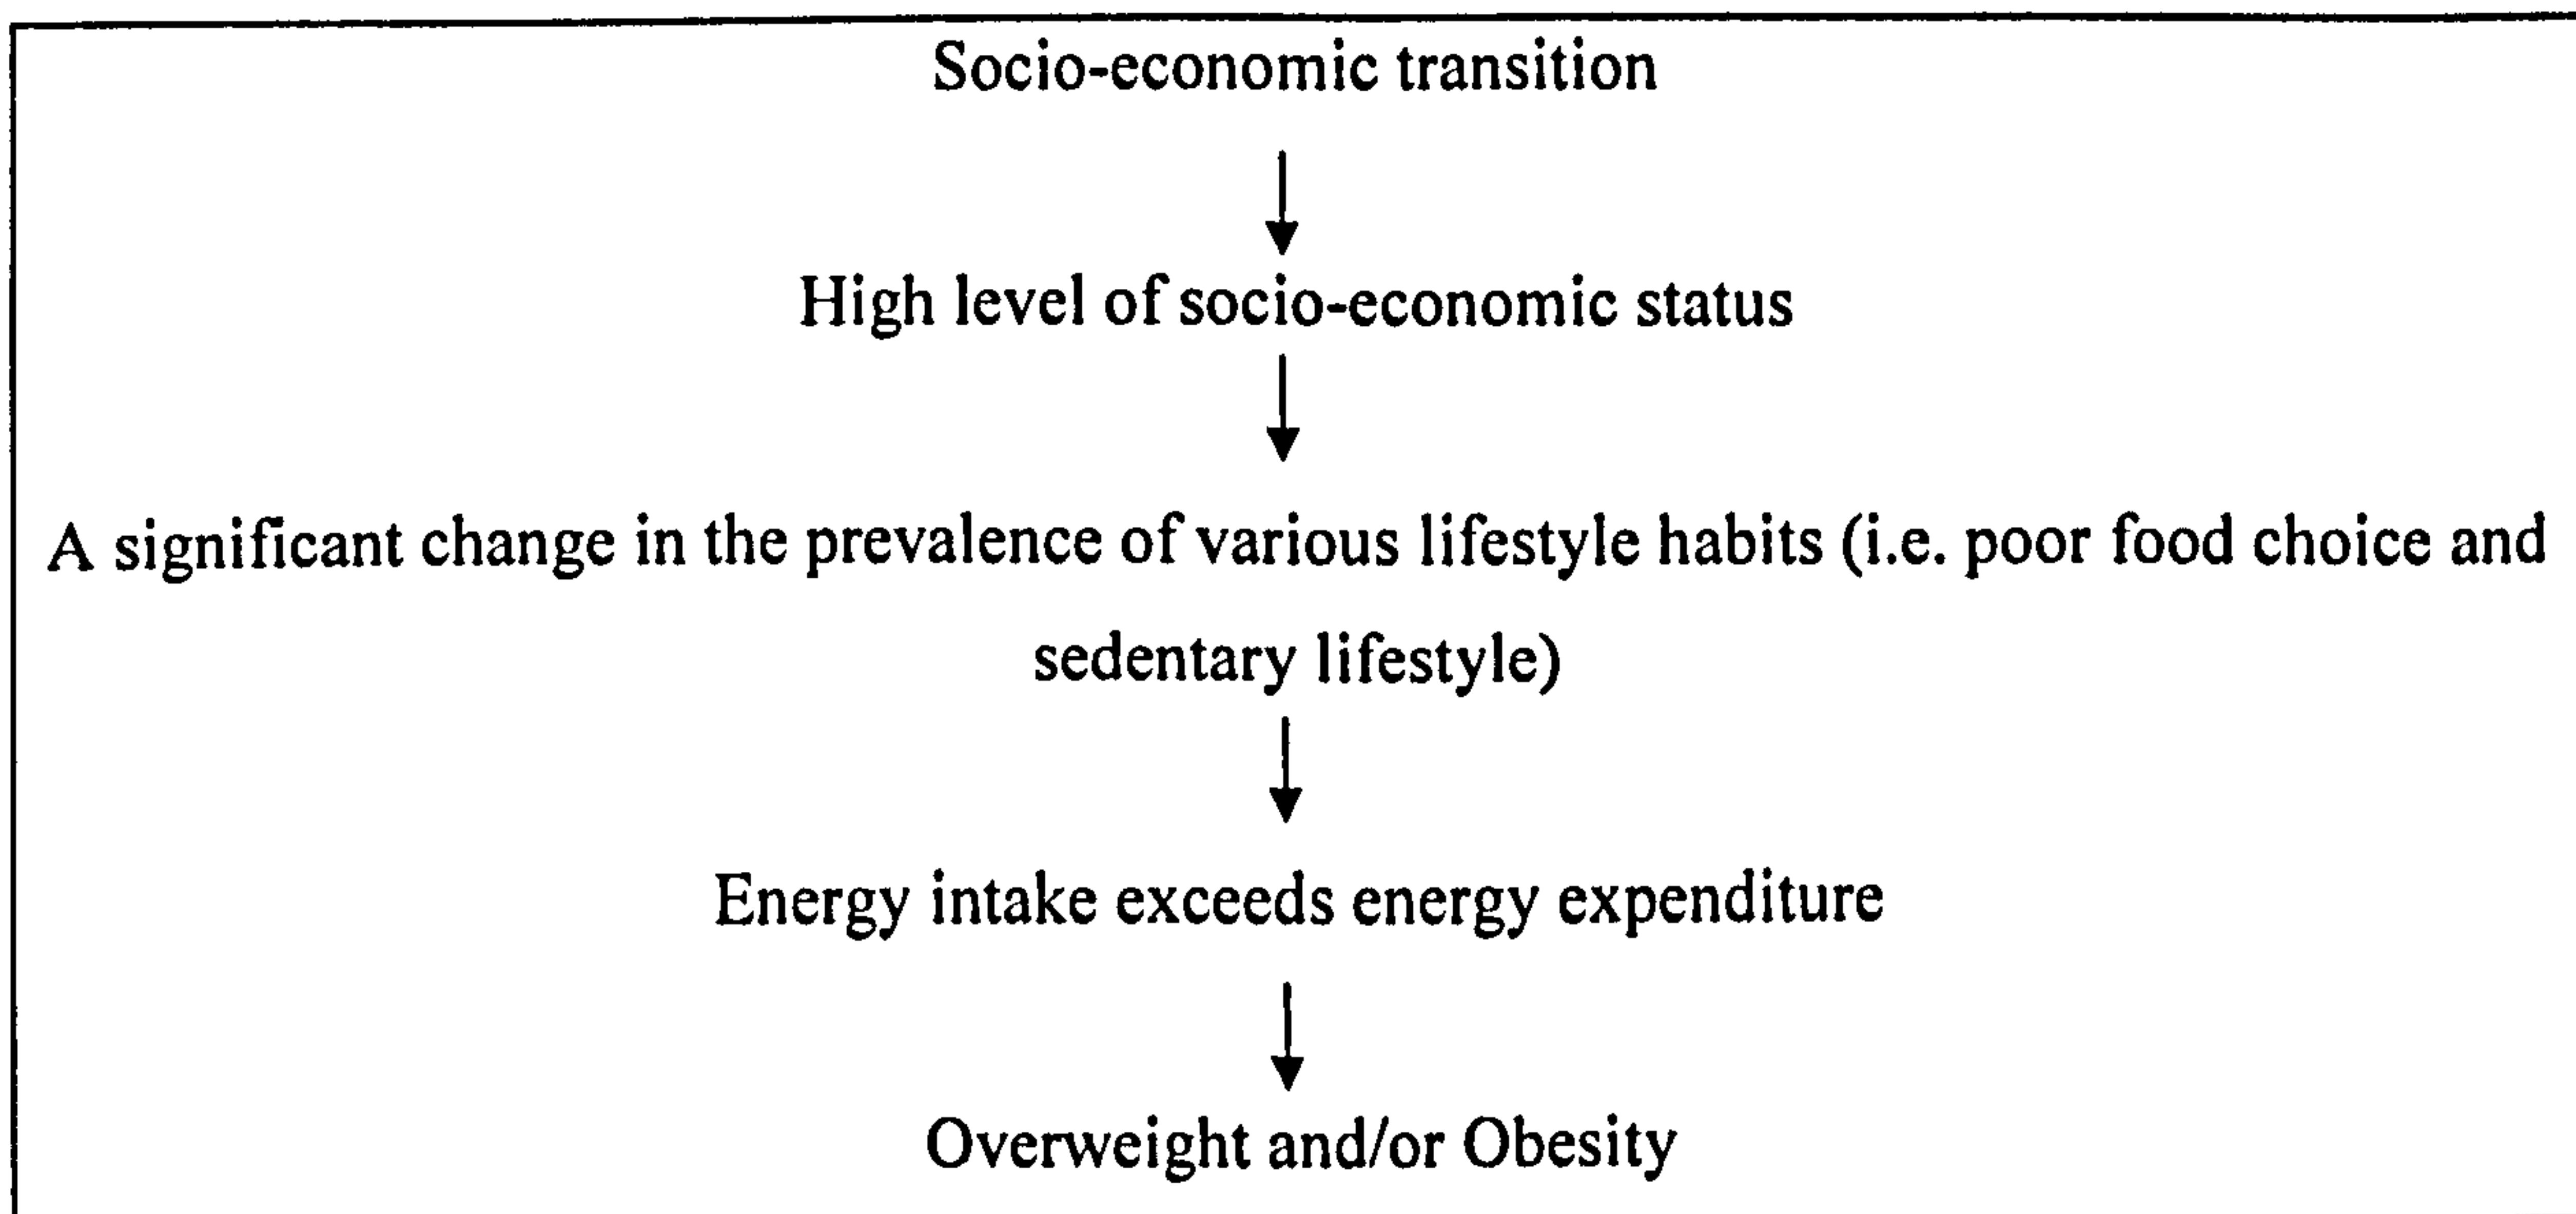 Socio-economic transition
High level of socio-economic status
A significant change in the prevalence of various lifestyle habits (i.e. poor food choice and
sedentary lifestyle)
Energy intake exceeds energy expenditure
Overweight and/or Obesity